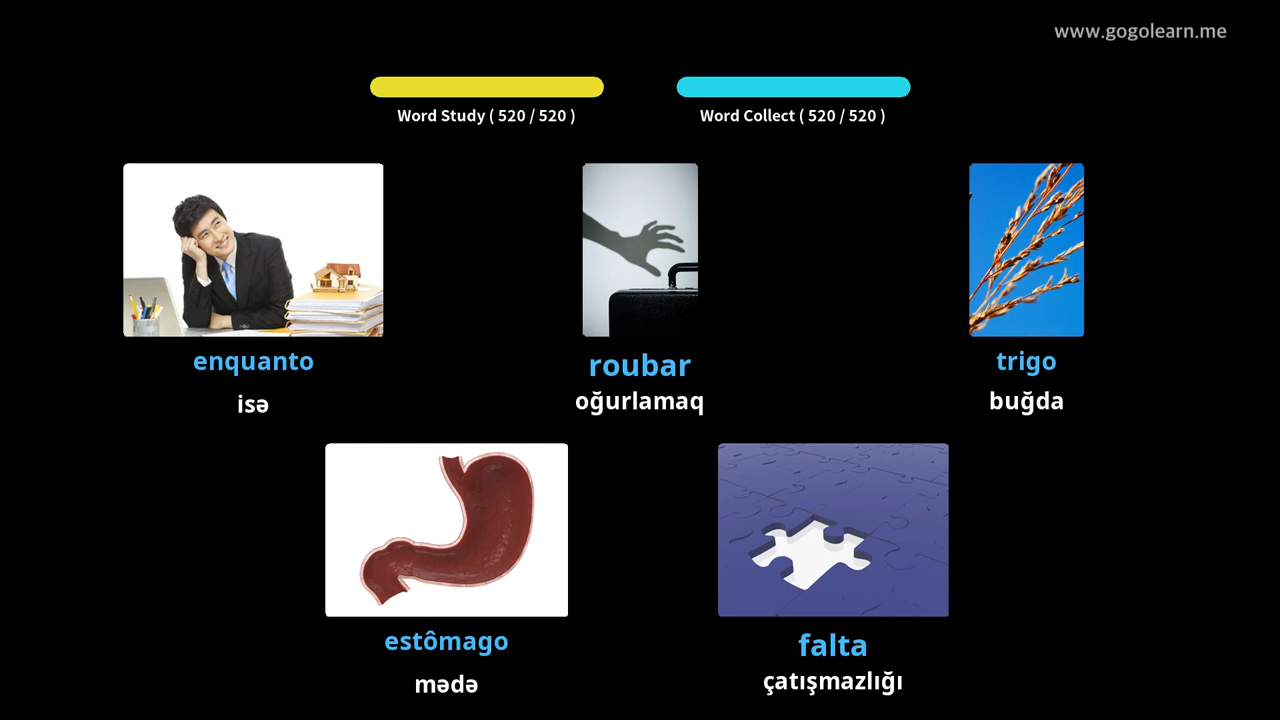 www.gogolearn.me
Word Study ( 520 / 520 )
Word Collect ( 520 / 520 )
enquanto
isə
roubar
oğurlamaq
trigo
buğda
estômago
mədə
falta
çatışmazlığı